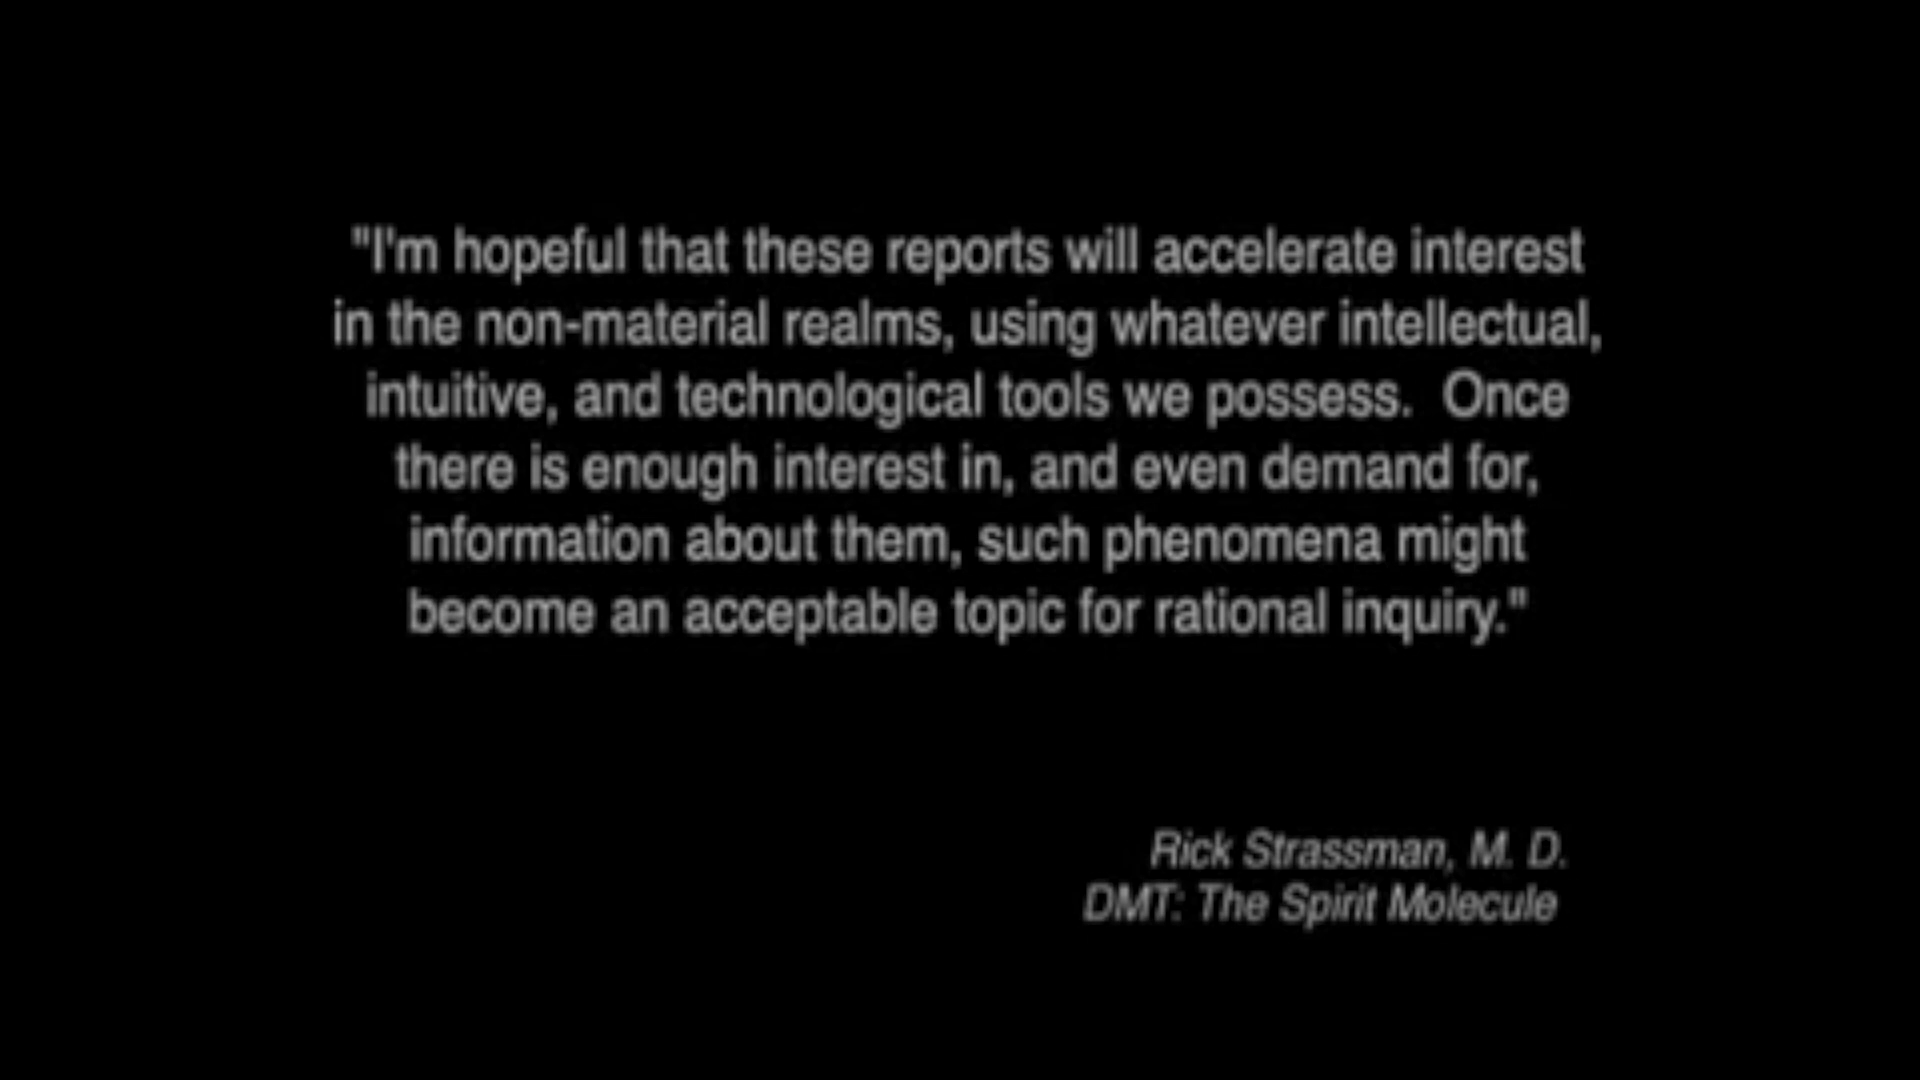 "I'm hopeful that these reports will accelerate interest
in the non-material realms, using whatever intellectual,
intuitive, and technological tools we possess.  Once
there is enough interest in, and even demand for,
information about them, such phenomena might
become an acceptable topic for rational inquiry."
Rick Strassman, M. D.
DMT: The Spirit Molecule